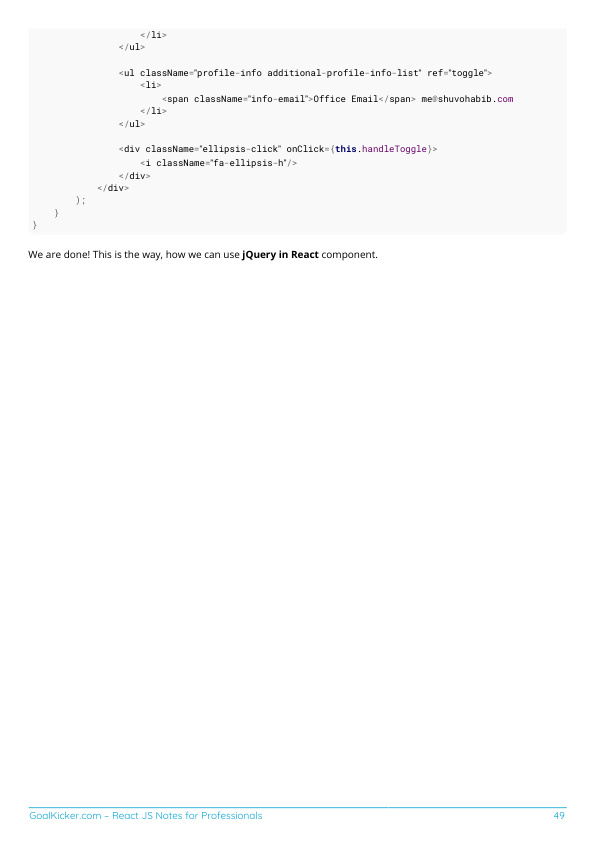 </li>
</ul>
<ul className="profile-info additional-profile-info-list" ref="toggle">
<li>
<span className="info-email">Office Email</span> me@shuvohabib.com
</li>
</ul>
<div className="ellipsis-click" onClick={this.handleToggle}>
<i className="fa-ellipsis-h"/>
</div>
</div>
);
}
}
We are done! This is the way, how we can use jQuery in React component.
GoalKicker.com – React JS Notes for Professionals 49